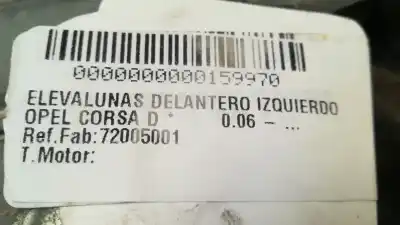 0000000000159970
ELEVALUNAS DELANTERO IZQUIERDO
OPEL CORSA D * 0.06 - ...
Ref.Fab:72005001
T.Motor: